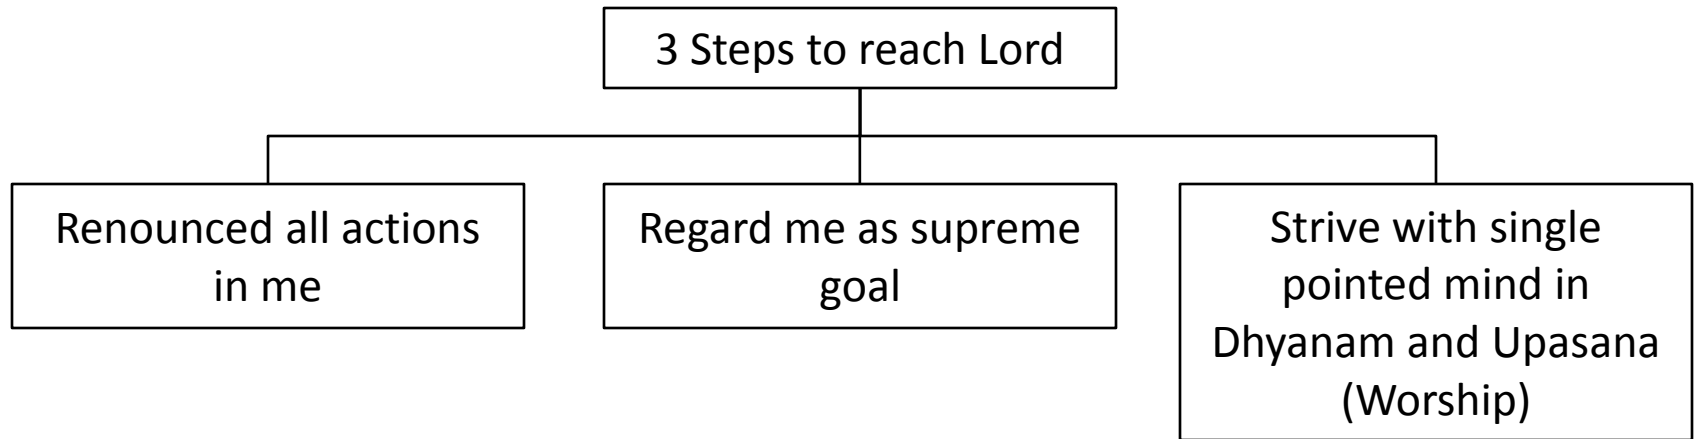 3 Steps to reach Lord
Renounced all actions
in me
Regard me as supreme
goal
Strive with single
pointed mind in
Dhyanam and Upasana
(Worship)